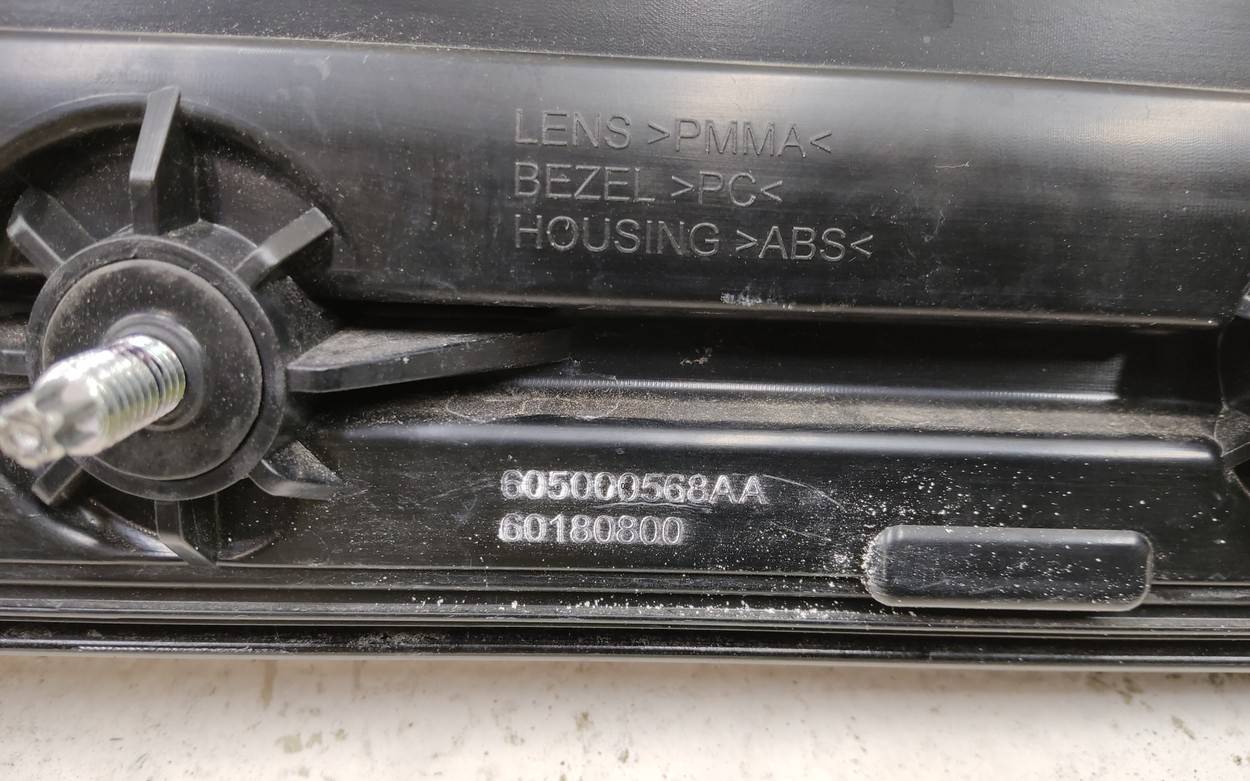 LENS >PMMA<
BEZEL >PC<
HOUSING >ABS<
605000568AA
60180800